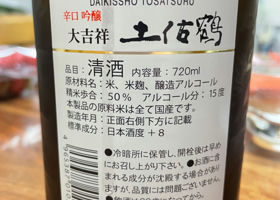 DAIKISSHO TOSATSURU
辛口 吟醸
大吉祥 土佐鶴
品目:清酒 内容量:720ml
原材料名:米、米麹、醸造アルコール
精米歩合:50% アルコール分:15度
本製品の原料米は全て国産です。
製造年月:正面右側下方に記載
標準成分:日本酒度 +8
●冷暗所に保管し、開栓後は早め
にお召し上がり下さい。●お酒に含
まれる成分が沈殿する場合があり
ますが、品質には問題ございません。